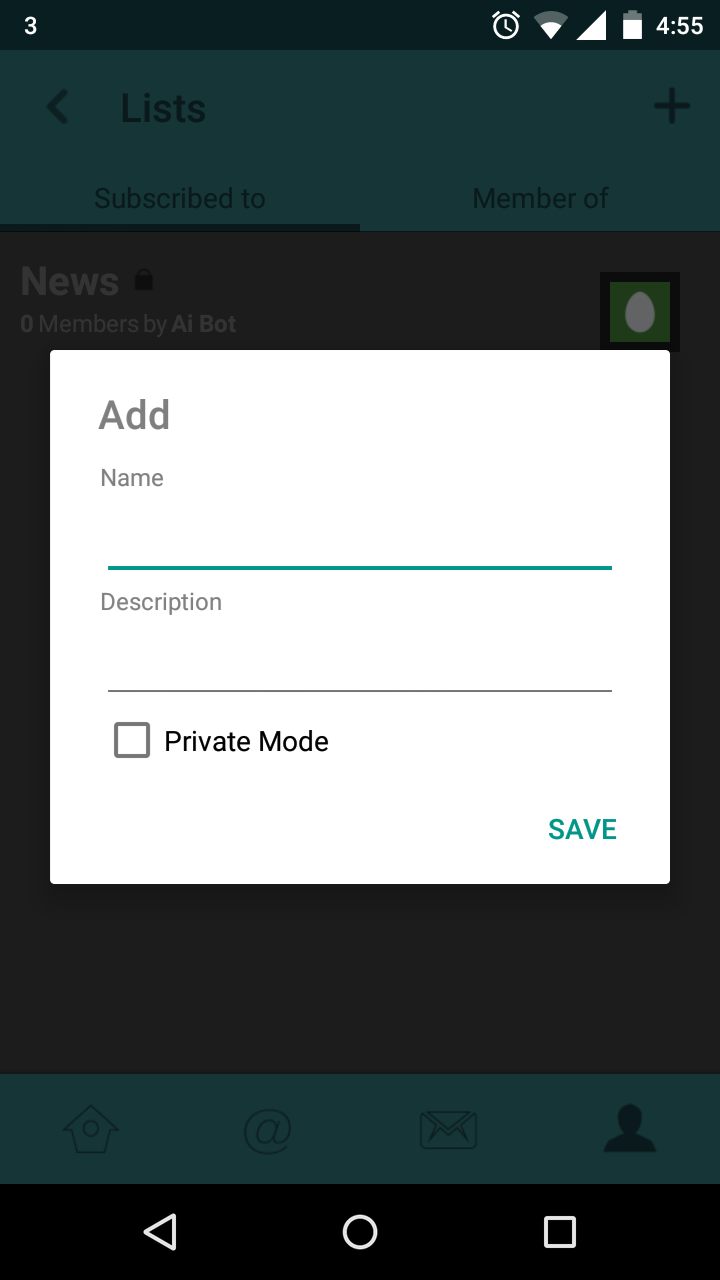 3 4:55
Lists
Subscribed to Member of
News
0 Members by Ai Bot
Add
Name
Description
Private Mode
SAVE
@